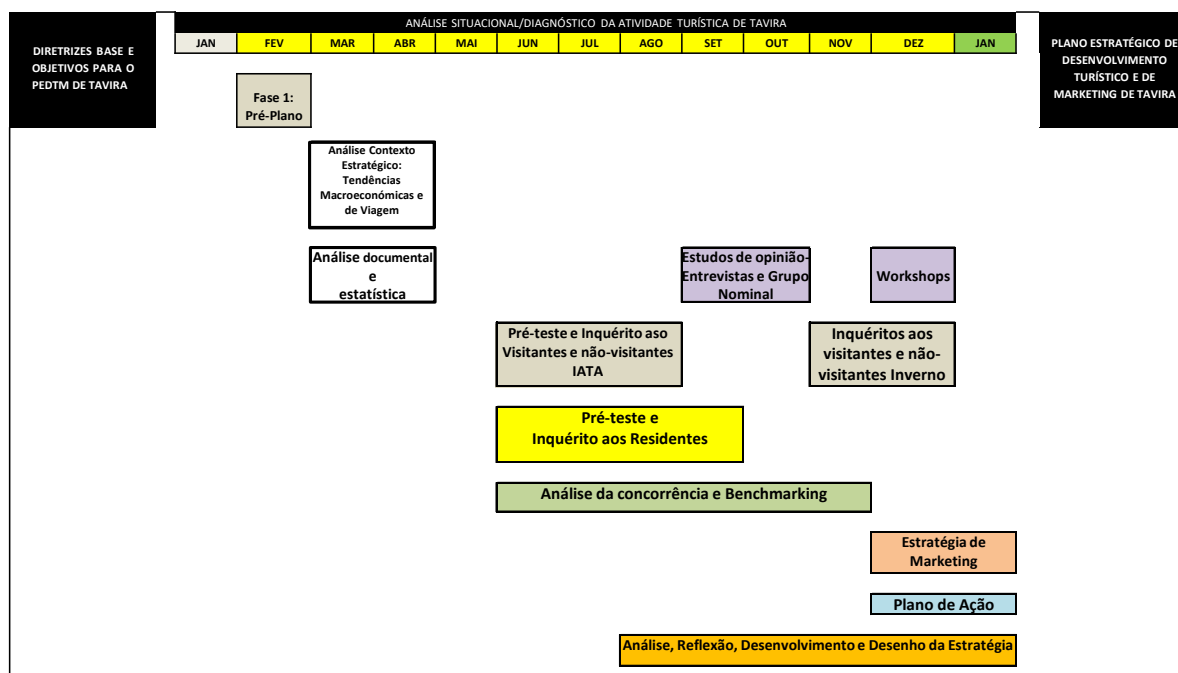 ANÁLISE SITUACIONAL/DIAGNÓSTICO DA ATIVIDADE TURÍSTICA DE TAVIRA
DIRETRIZES BASE E
OBJETIVOS PARA O
PEDTM DE TAVIRA
JAN FEV MAR ABR MAI JUN JUL AGO SET OUT NOV DEZ JAN
PLANO ESTRATÉGICO DE
DESENVOLVIMENTO
TURÍSTICO E DE
MARKETING DE TAVIRA
Fase 1:
Pré-Plano
Análise Contexto
Estratégico:
Tendências
Macroeconómicas e
de Viagem
Análise documental
e
estatística
Estudos de opinião-
Entrevistas e Grupo
Nominal
Workshops
Pré-teste e Inquérito aso
Visitantes e não-visitantes
IATA
Inquéritos aos
visitantes e não-
visitantes Inverno
Pré-teste e
Inquérito aos Residentes
Análise da concorrência e Benchmarking
Estratégia de
Marketing
Plano de Ação
Análise, Reflexão, Desenvolvimento e Desenho da Estratégia